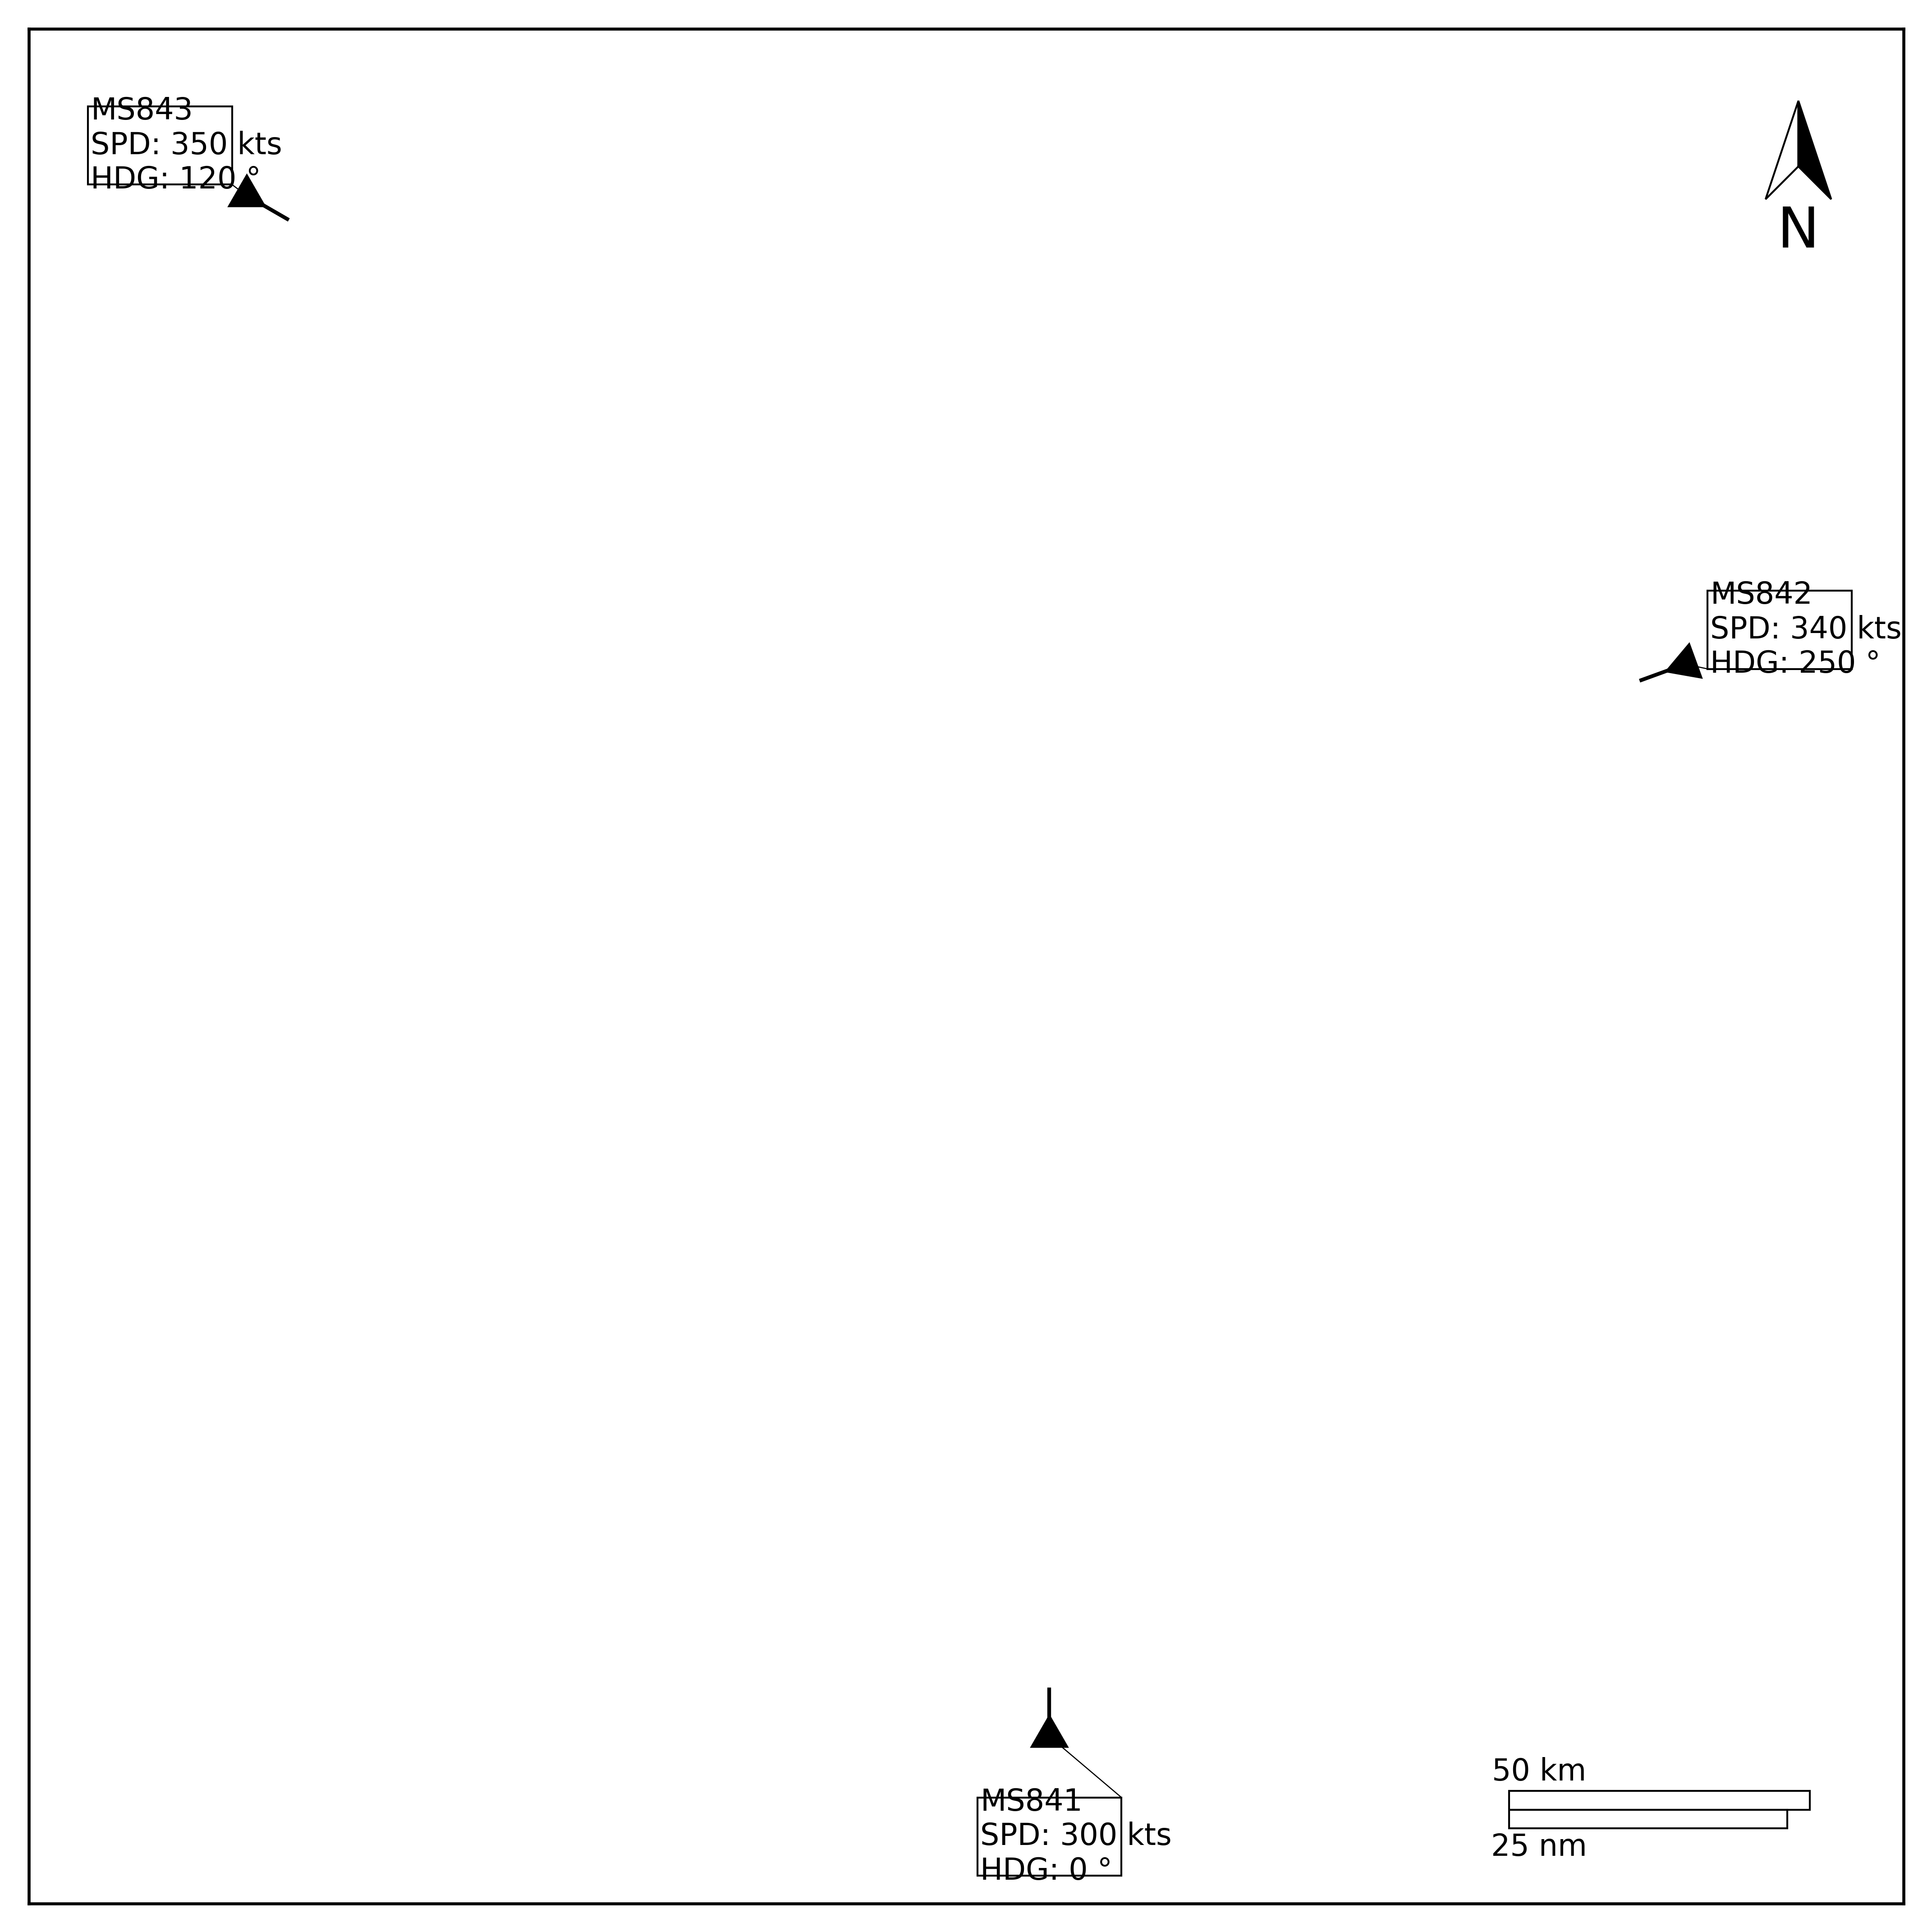 MS843
SPD: 350 kts
HDG: 120 °
N
MS842
SPD: 340 kts
HDG: 250 °
MS841
SPD: 300 kts
HDG: 0 °
50 km
25 nm